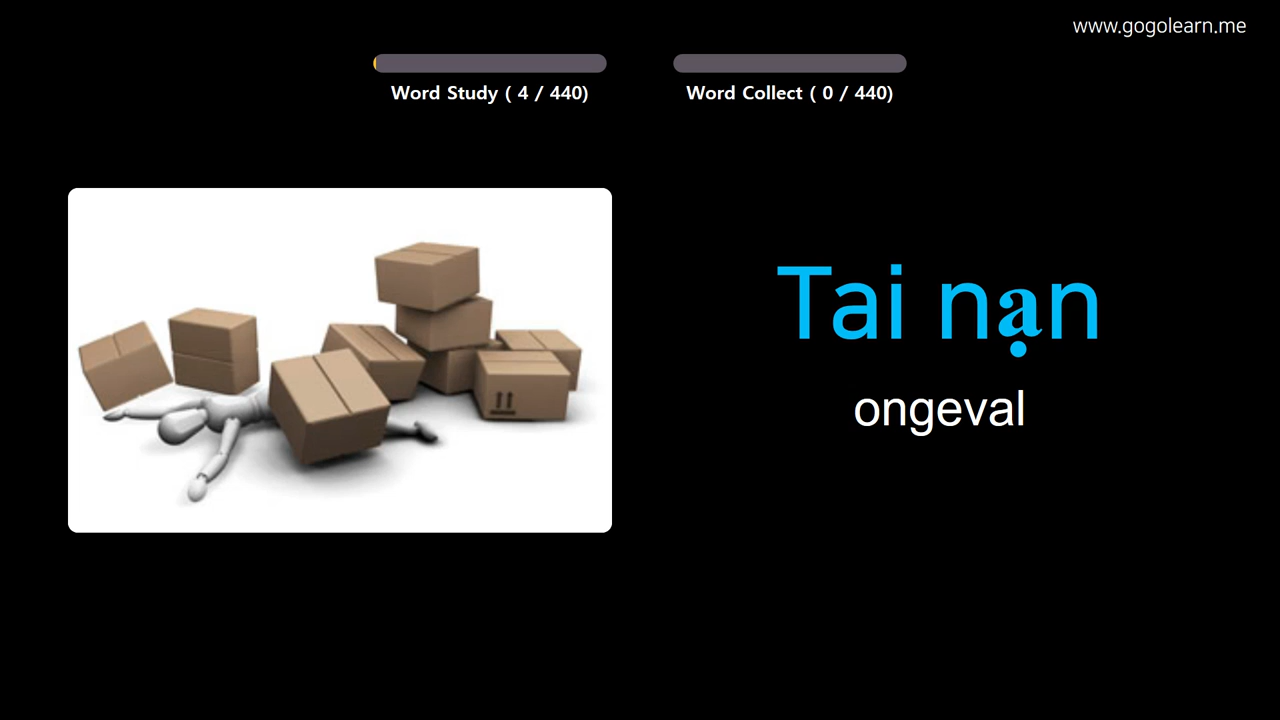 www.gogolearn.me
Word Study ( 4 / 440)
Word Collect ( 0 / 440)
Tai nạn
ongeval